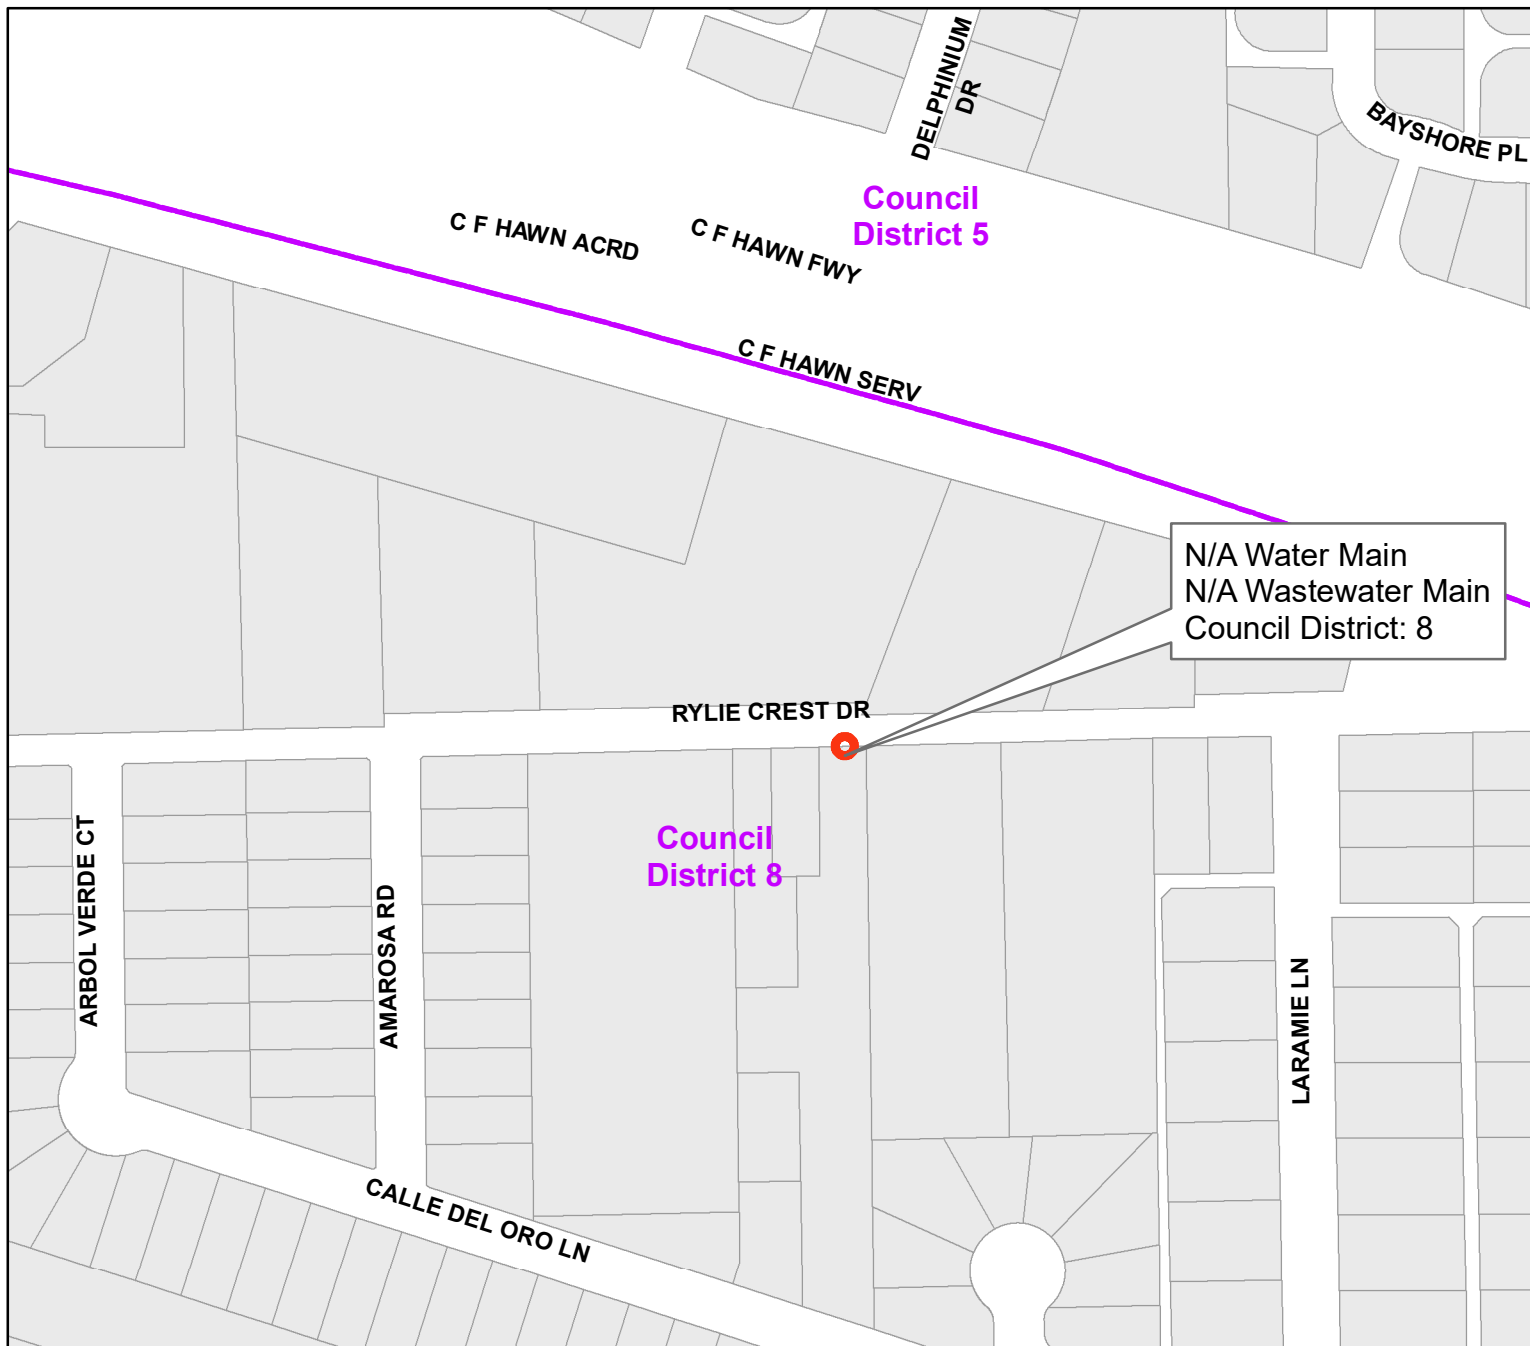 DELPHINIUM
DR
BAYSHORE PL
Council
District 5
C F HAWN ACRD
C F HAWN FWY
C F HAWN SERV
N/A Water Main
N/A Wastewater Main
Council District: 8
RYLIE CREST DR
Council
District 8
ARBOL VERDE CT
AMAROSA RD
LARAMIE LN
CALLE DEL ORO LN